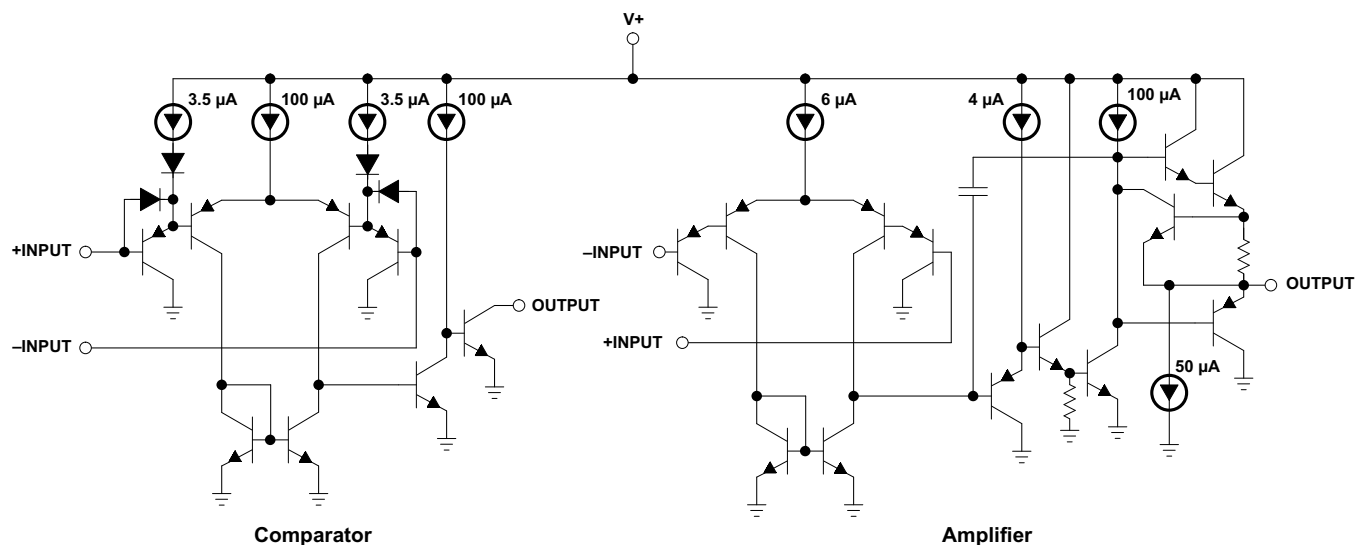 V+
3.5 µA
100 µA
3.5 µA
100 µA
6 µA
4 µA
100 µA
+INPUT
–INPUT
OUTPUT
–INPUT
+INPUT
OUTPUT
50 µA
Comparator
Amplifier